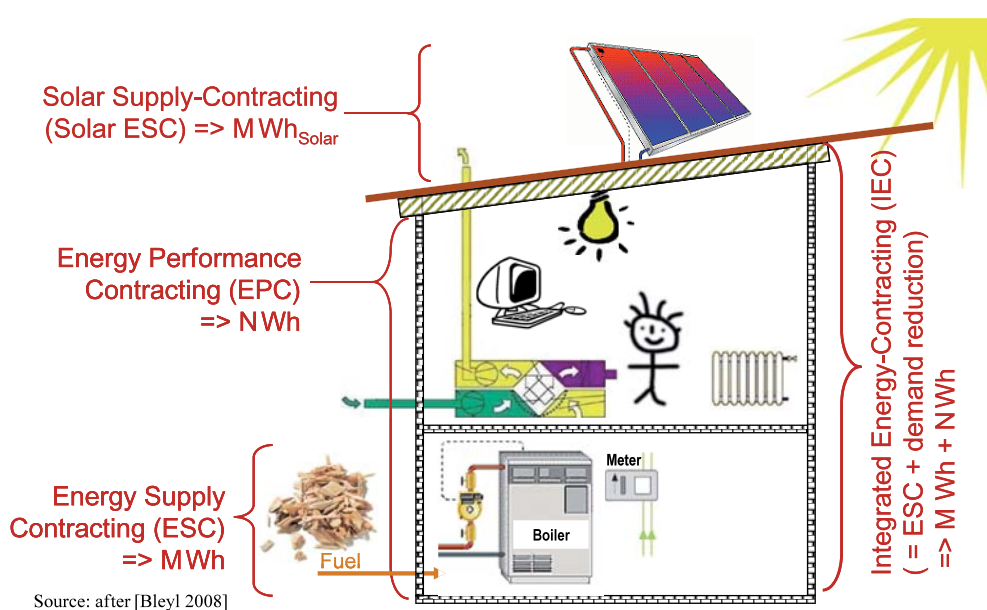 Solar Supply-Contracting
(Solar ESC) => MWhSolar
Energy Performance
Contracting (EPC)
=> NWh
Energy Supply
Contracting (ESC)
=> MWh
Fuel
Boiler
Meter
Integrated Energy-Contracting (IEC)
( = ESC + demand reduction)
=> M Wh + NWh
Source: after [Bleyl 2008]